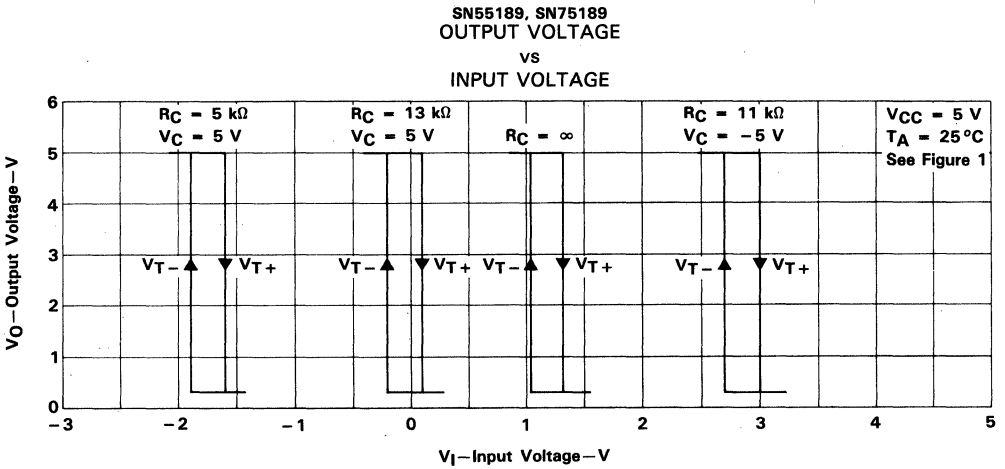 SN55189, SN75189
OUTPUT VOLTAGE
vs
INPUT VOLTAGE
RC = 5 kΩ
VC = 5 V
RC = 13 kΩ
VC = 5 V
RC = ∞
RC = 11 kΩ
VC = −5 V
VCC = 5 V
TA = 25°C
See Figure 1
VO—Output Voltage—V
6
5
4
3
2
1
0
VT−
VT+
VT−
VT+
VT−
VT+
VT−
VT+
−3
−2
−1
0
1
2
3
4
5
VI—Input Voltage—V